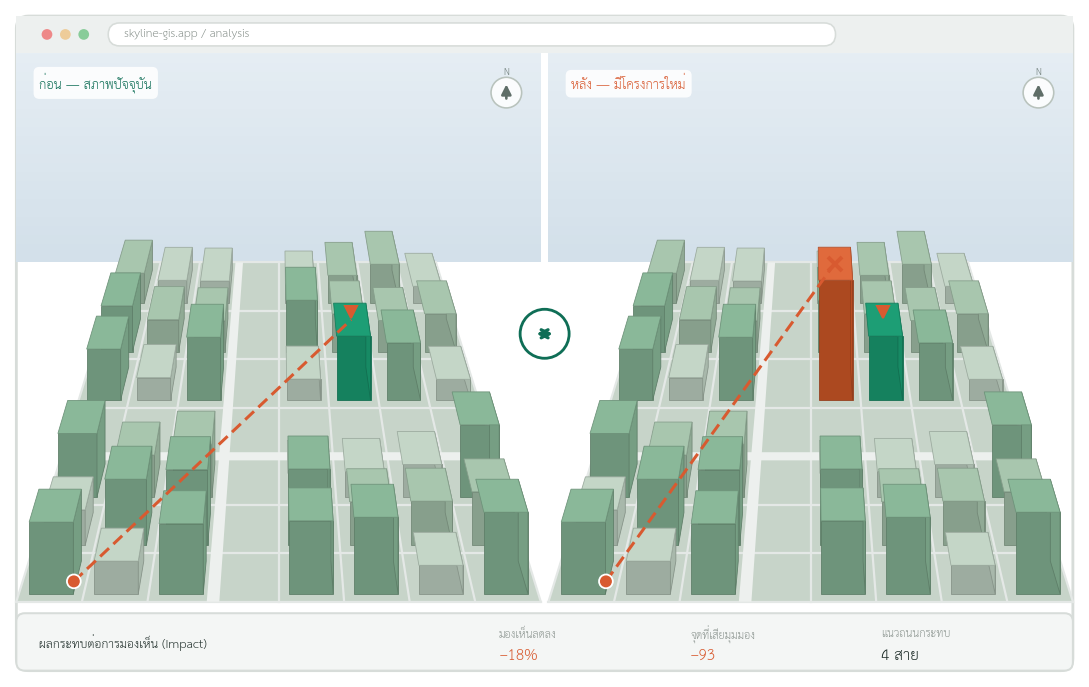 skyline-gis.app / analysis
ก่อน — สภาพปัจจุบัน
N
หลัง — มีโครงการใหม่
N
ผลกระทบต่อการมองเห็น (Impact)
มองเห็นลดลง
−18%
จุดที่เสียมุมมอง
−93
แนวถนนกระทบ
4 สาย